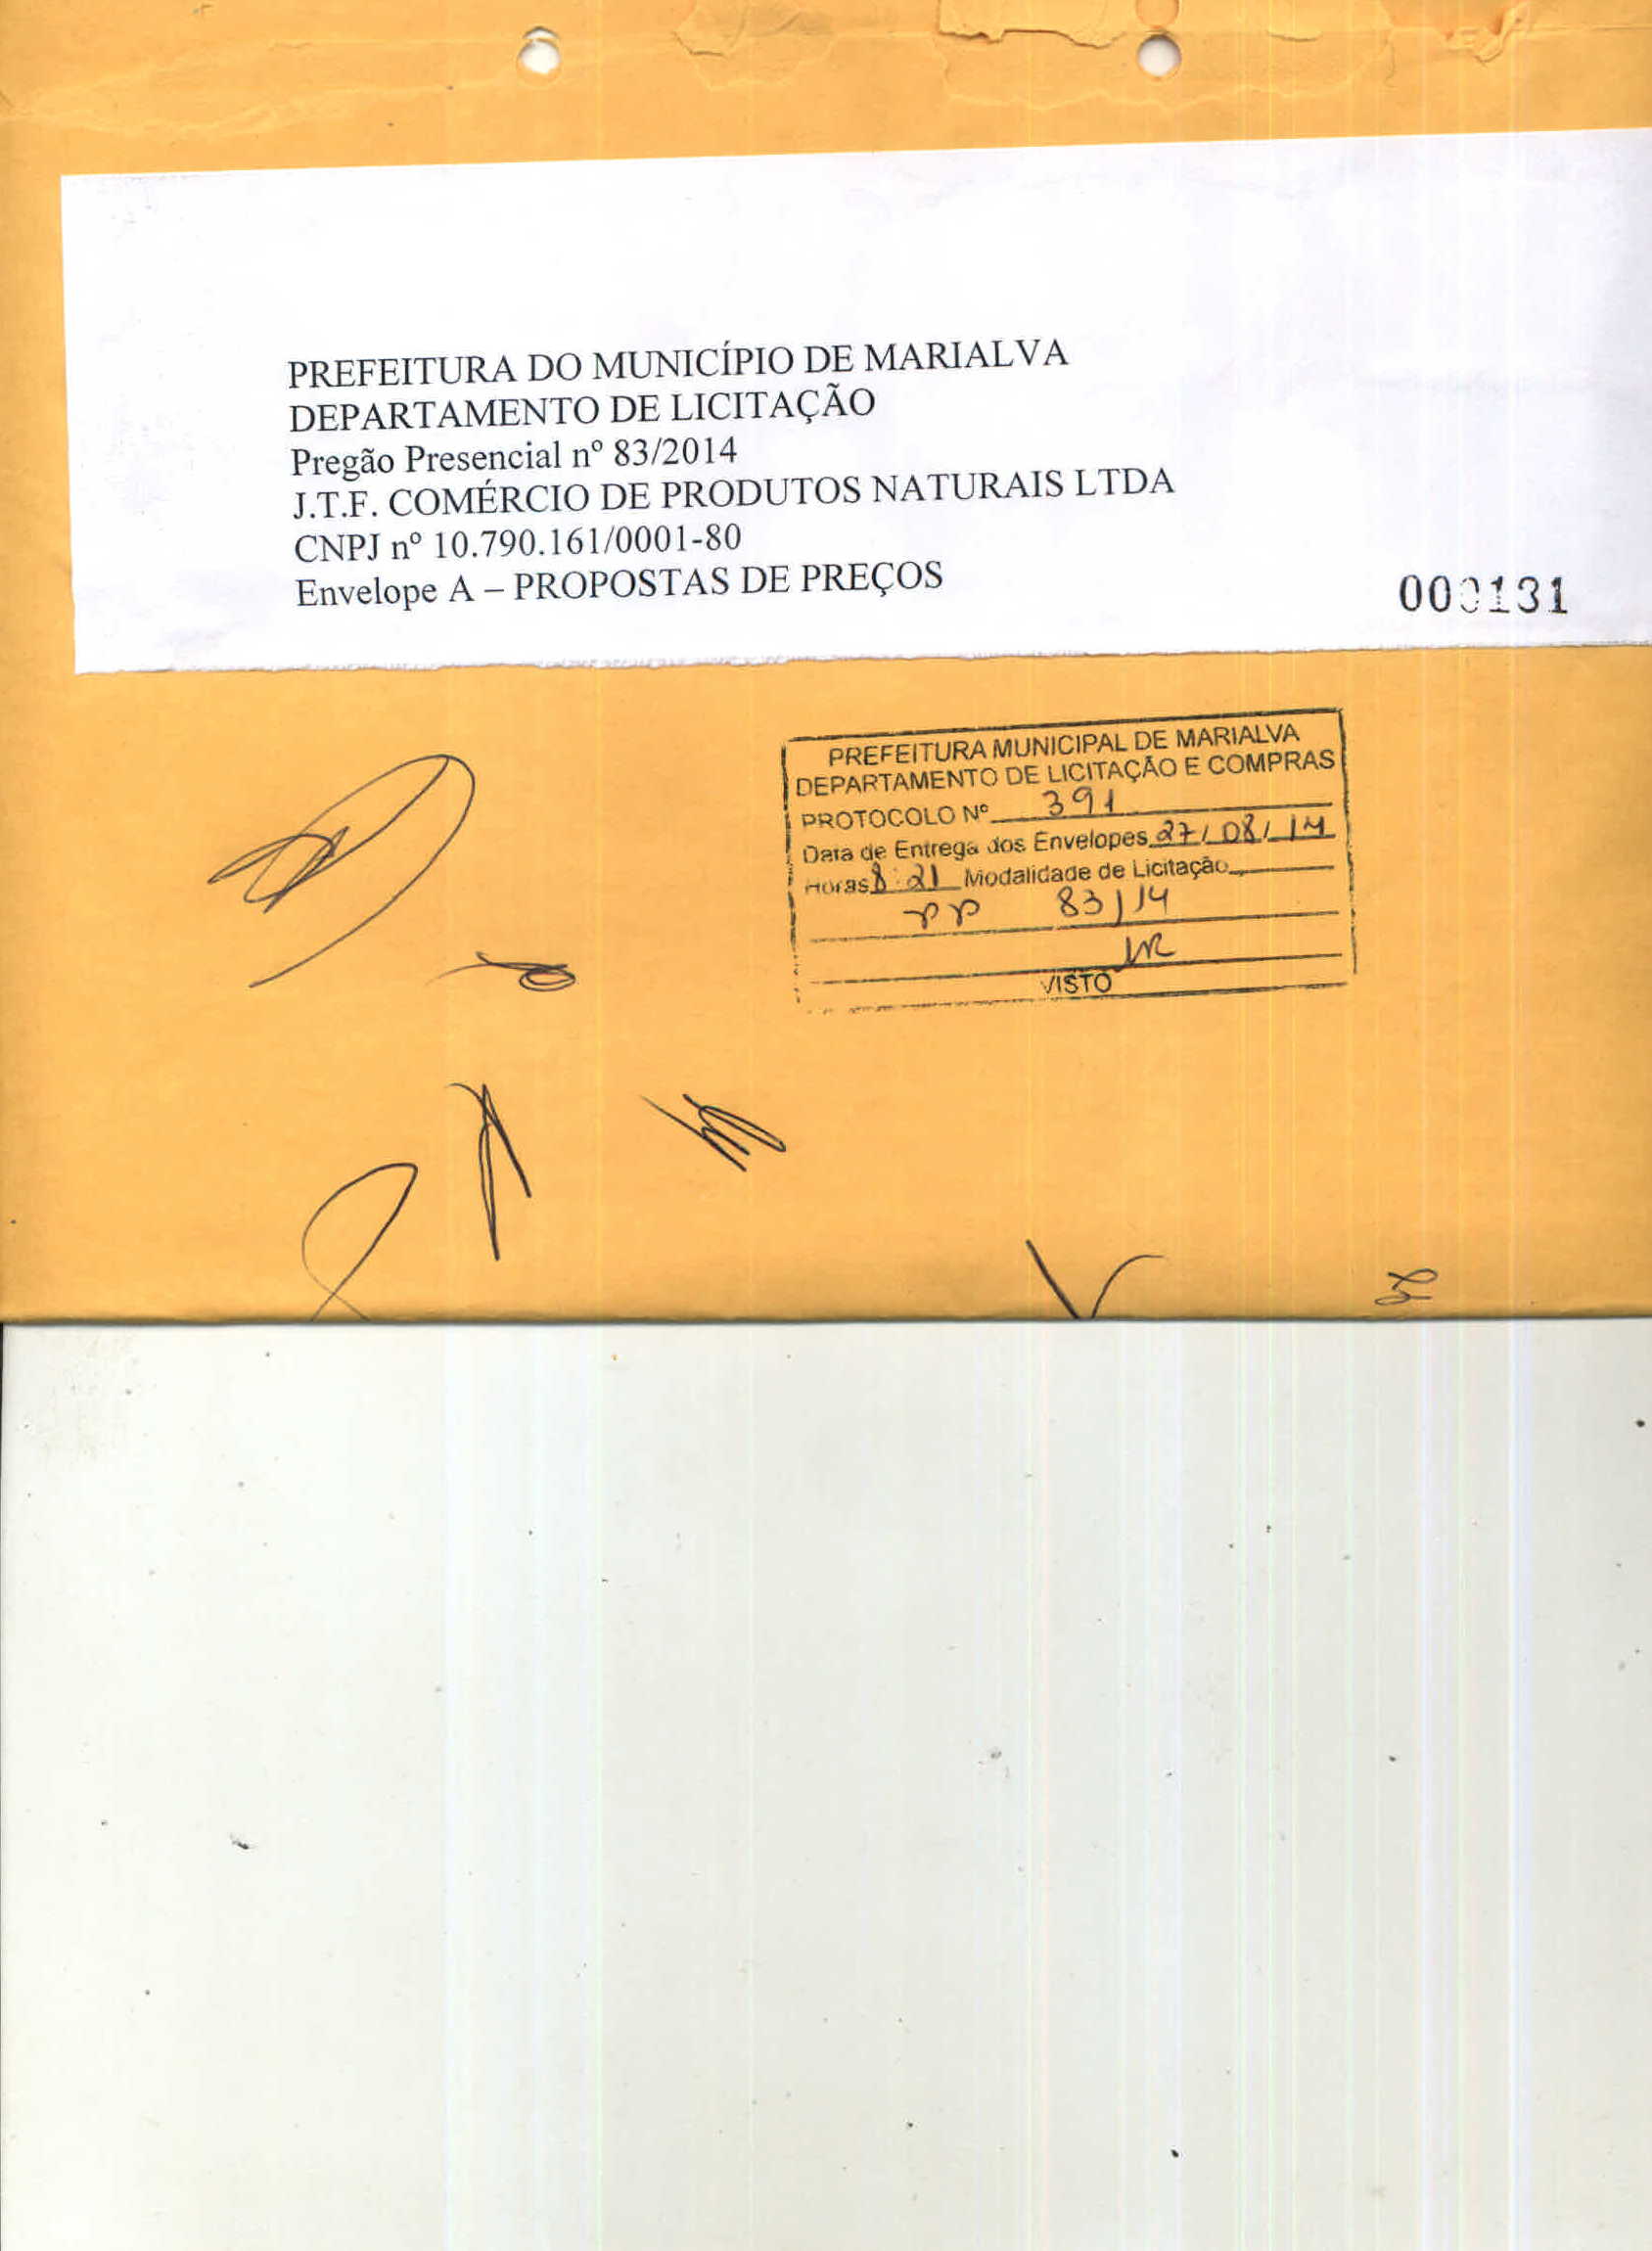 PREFEITURA DO MUNICÍPIO DE MARIALVA
DEPARTAMENTO DE LICITAÇÃO
Pregão Presencial nº 83/2014
J.T.F. COMÉRCIO DE PRODUTOS NATURAIS LTDA
CNPJ nº 10.790.161/0001-80
Envelope A – PROPOSTAS DE PREÇOS
000131
PREFEITURA MUNICIPAL DE MARIALVA
DEPARTAMENTO DE LICITAÇÃO E COMPRAS
PROTOCOLO Nº 391
Data de Entrega dos Envelopes 27/08/14
Horas 8:21 Modalidade de Licitação
PP 83/14
VISTO